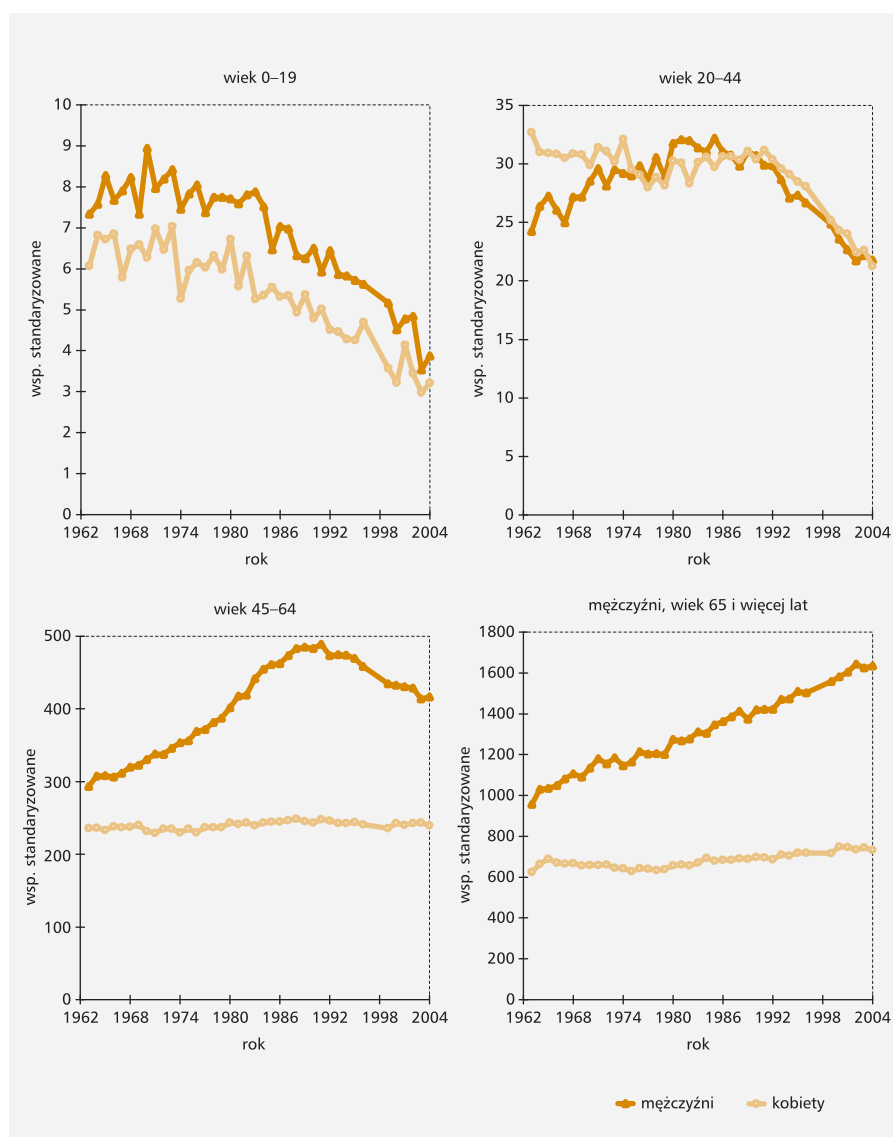 wiek 0–19
wsp. standaryzowane
10
9
8
7
6
5
4
3
2
1
0
1962 1968 1974 1980 1986 1992 1998 2004
rok
wiek 20–44
wsp. standaryzowane
35
30
25
20
15
10
5
0
1962 1968 1974 1980 1986 1992 1998 2004
rok
wiek 45–64
wsp. standaryzowane
500
400
300
200
100
0
1962 1968 1974 1980 1986 1992 1998 2004
rok
mężczyźni, wiek 65 i więcej lat
wsp. standaryzowane
1800
1600
1400
1200
1000
800
600
400
200
0
1962 1968 1974 1980 1986 1992 1998 2004
rok
mężczyźni kobiety